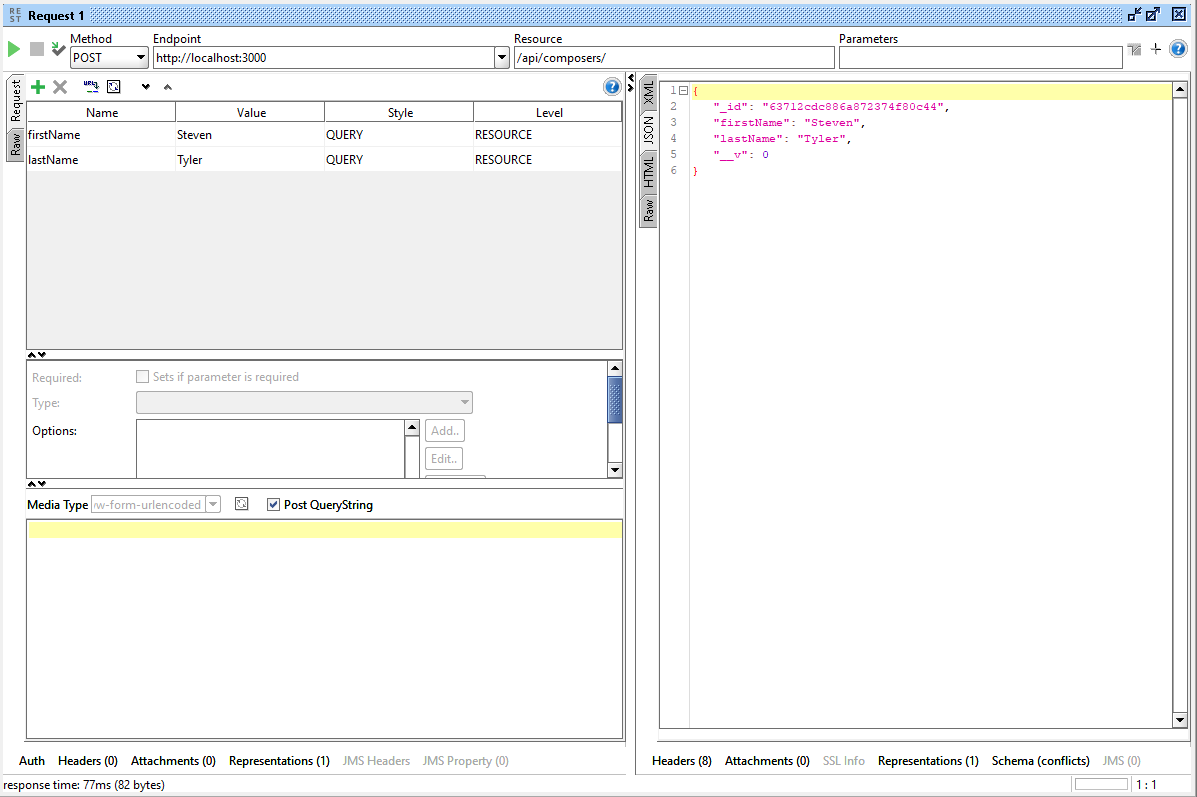 RE
ST
Request 1
Method
Endpoint
Resource
Parameters
POST
http://localhost:3000
/api/composers/
Request
Raw
Name Value Style Level
firstName Steven QUERY RESOURCE
lastName Tyler QUERY RESOURCE
Required:
Sets if parameter is required
Type:
Options:
Add..
Edit..
Media Type
w-form-urlencoded
Post QueryString
Auth Headers (0) Attachments (0) Representations (1) JMS Headers JMS Property (0)
XML
JSON
HTML
Raw
1 {
2 "_id": "63712cdc886a872374f80c44",
3 "firstName": "Steven",
4 "lastName": "Tyler",
5 "__v": 0
6 }
Headers (8) Attachments (0) SSL Info Representations (1) Schema (conflicts) JMS (0)
response time: 77ms (82 bytes)
1 : 1